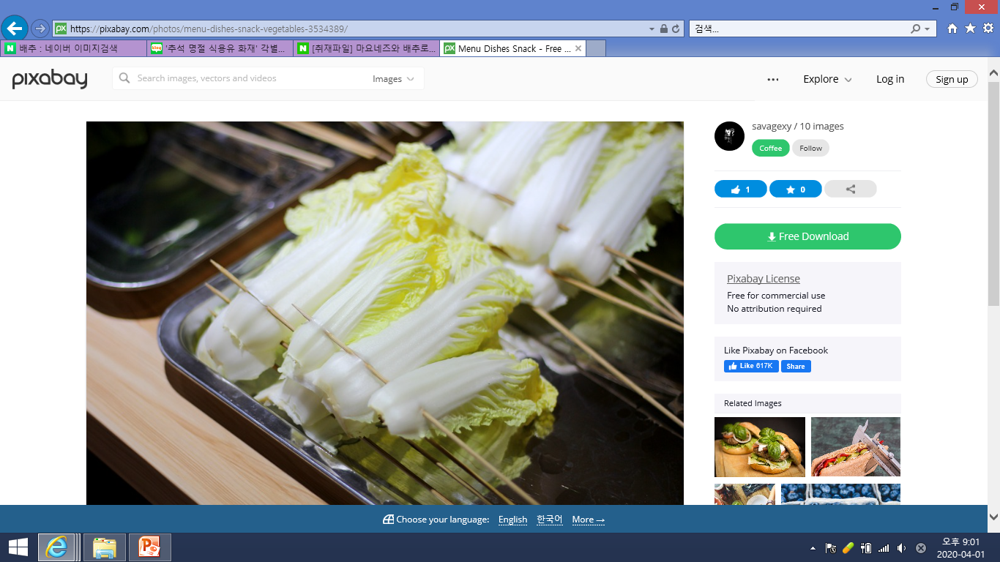 https://pixabay.com/photos/menu-dishes-snack-vegetables-3534389/
검색...
배추 : 네이버 이미지검색
blog '추석 명절 식용유 화재' 각별...
[취재파일] 마요네즈와 배추로...
px Menu Dishes Snack - Free ...
pixabay
Search images, vectors and videos
Images
Explore
Log in
Sign up
savagexy / 10 images
Coffee
Follow
1
0
Free Download
Pixabay License
Free for commercial use
No attribution required
Like Pixabay on Facebook
Like 617K
Share
Related Images
Choose your language:
English
한국어
More →
오후 9:01
2020-04-01